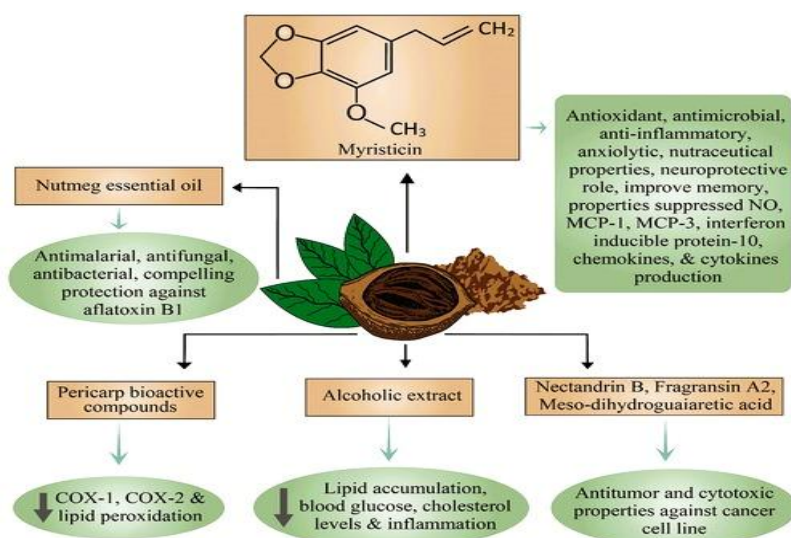 CH₂
O
O
O
CH₃
Myristicin
Antioxidant, antimicrobial,
anti-inflammatory,
anxiolytic, nutraceutical
properties, neuroprotective
role, improve memory,
properties suppressed NO,
MCP-1, MCP-3, interferon
inducible protein-10,
chemokines, & cytokines
production
Nutmeg essential oil
Antimalarial, antifungal,
antibacterial, compelling
protection against
aflatoxin B1
Pericarp bioactive
compounds
COX-1, COX-2 &
lipid peroxidation
Alcoholic extract
Lipid accumulation,
blood glucose, cholesterol
levels & inflammation
Nectandrin B, Fragransin A2,
Meso-dihydroguaiaretic acid
Antitumor and cytotoxic
properties against cancer
cell line